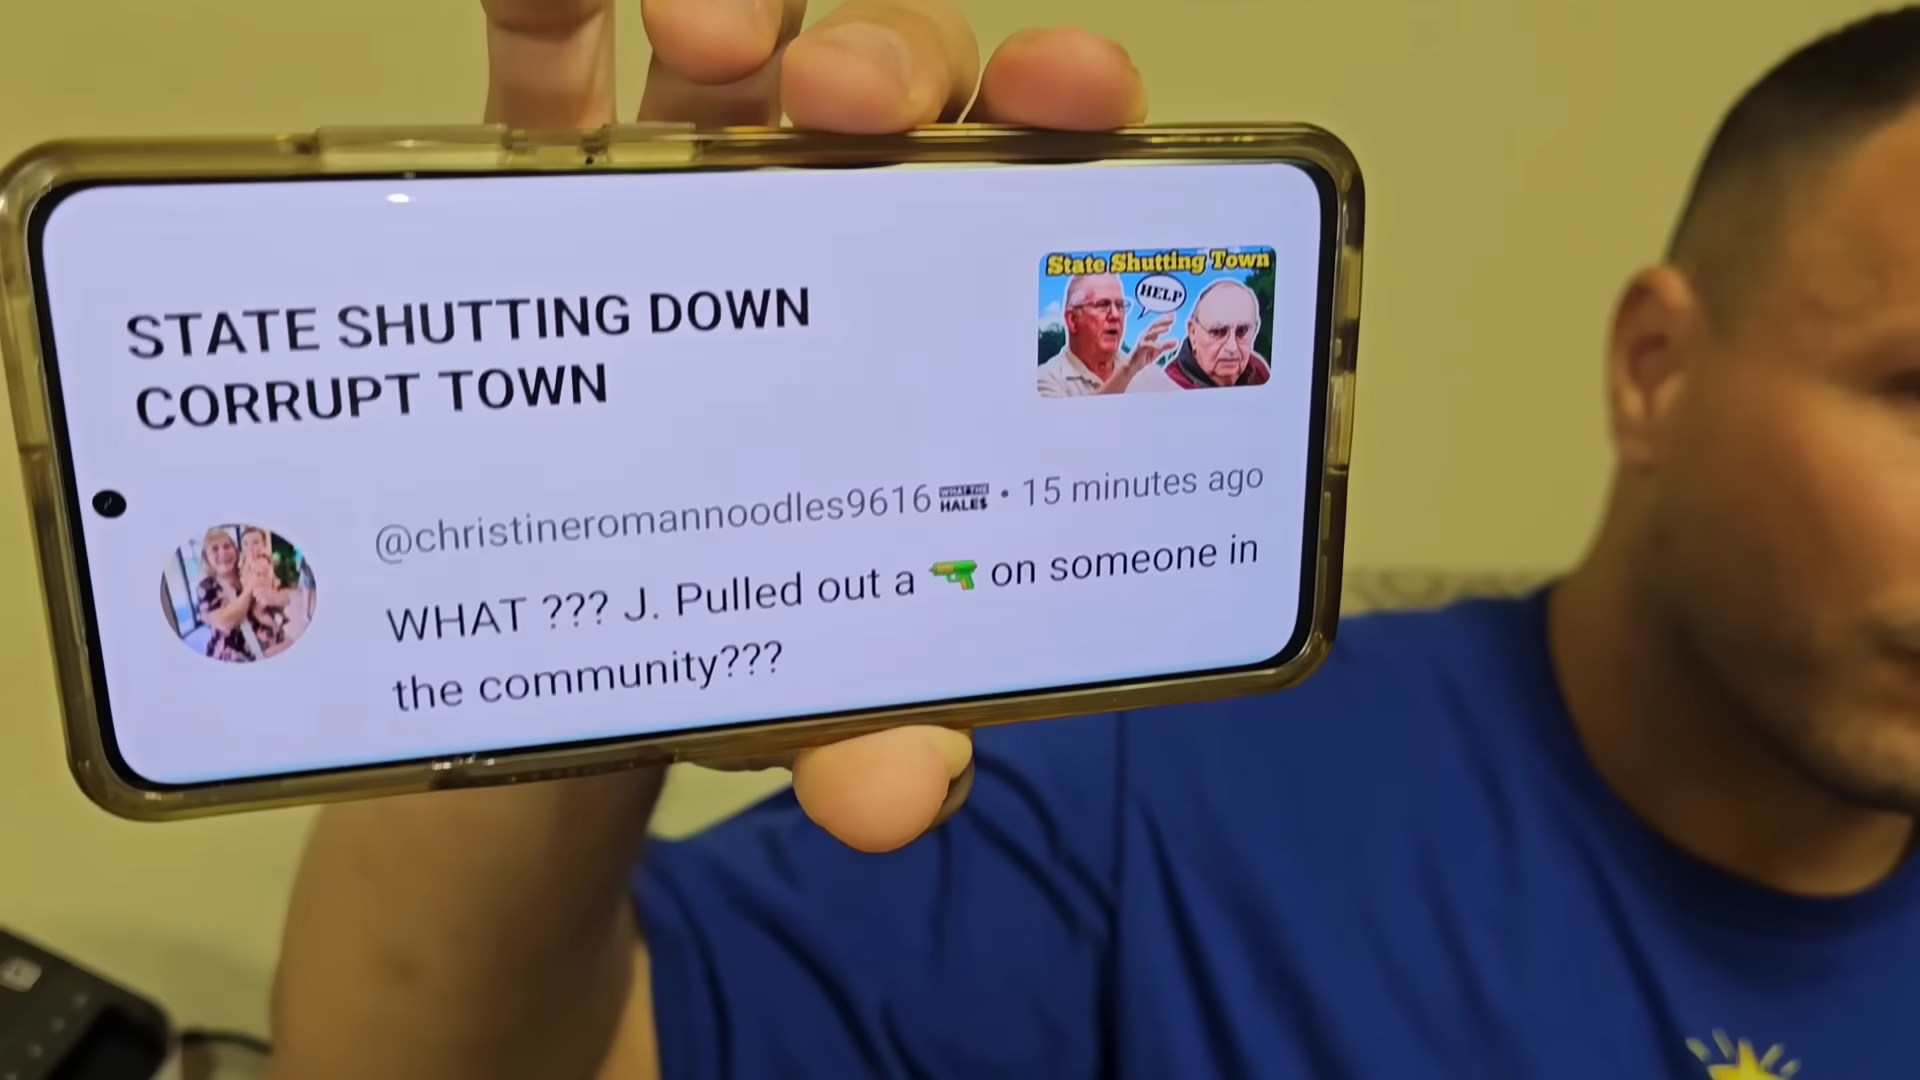 STATE SHUTTING DOWN
CORRUPT TOWN
State Shutting Town
HELP
@christineromannoodles9616 WHAT THE HALES • 15 minutes ago
WHAT ??? J. Pulled out a 🔫 on someone in
the community???